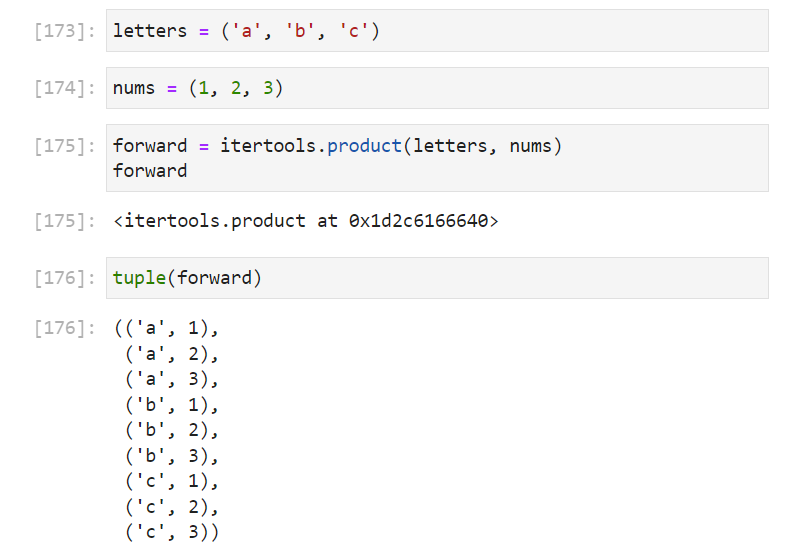 [173]: letters = ('a', 'b', 'c')
[174]: nums = (1, 2, 3)
[175]: forward = itertools.product(letters, nums)
forward
[175]: <itertools.product at 0x1d2c6166640>
[176]: tuple(forward)
[176]: (('a', 1),
('a', 2),
('a', 3),
('b', 1),
('b', 2),
('b', 3),
('c', 1),
('c', 2),
('c', 3))